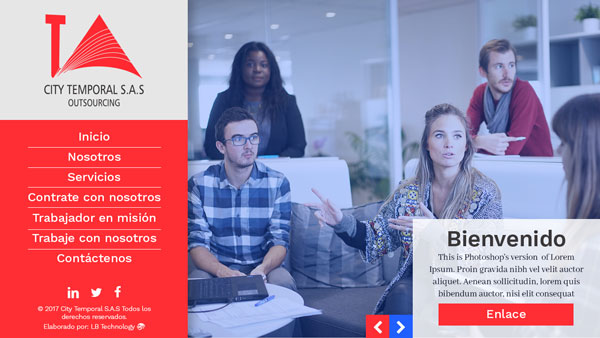 CITY TEMPORAL S.A.S
OUTSOURCING
Inicio
Nosotros
Servicios
Contrate con nosotros
Trabajador en misión
Trabaje con nosotros
Contáctenos
© 2017 City Temporal S.A.S Todos los
derechos reservados.
Elaborado por: LB Technology
Bienvenido
This is Photoshop's version of Lorem
Ipsum. Proin gravida nibh vel velit auctor
aliquet. Aenean sollicitudin, lorem quis
bibendum auctor, nisi elit consequat
Enlace